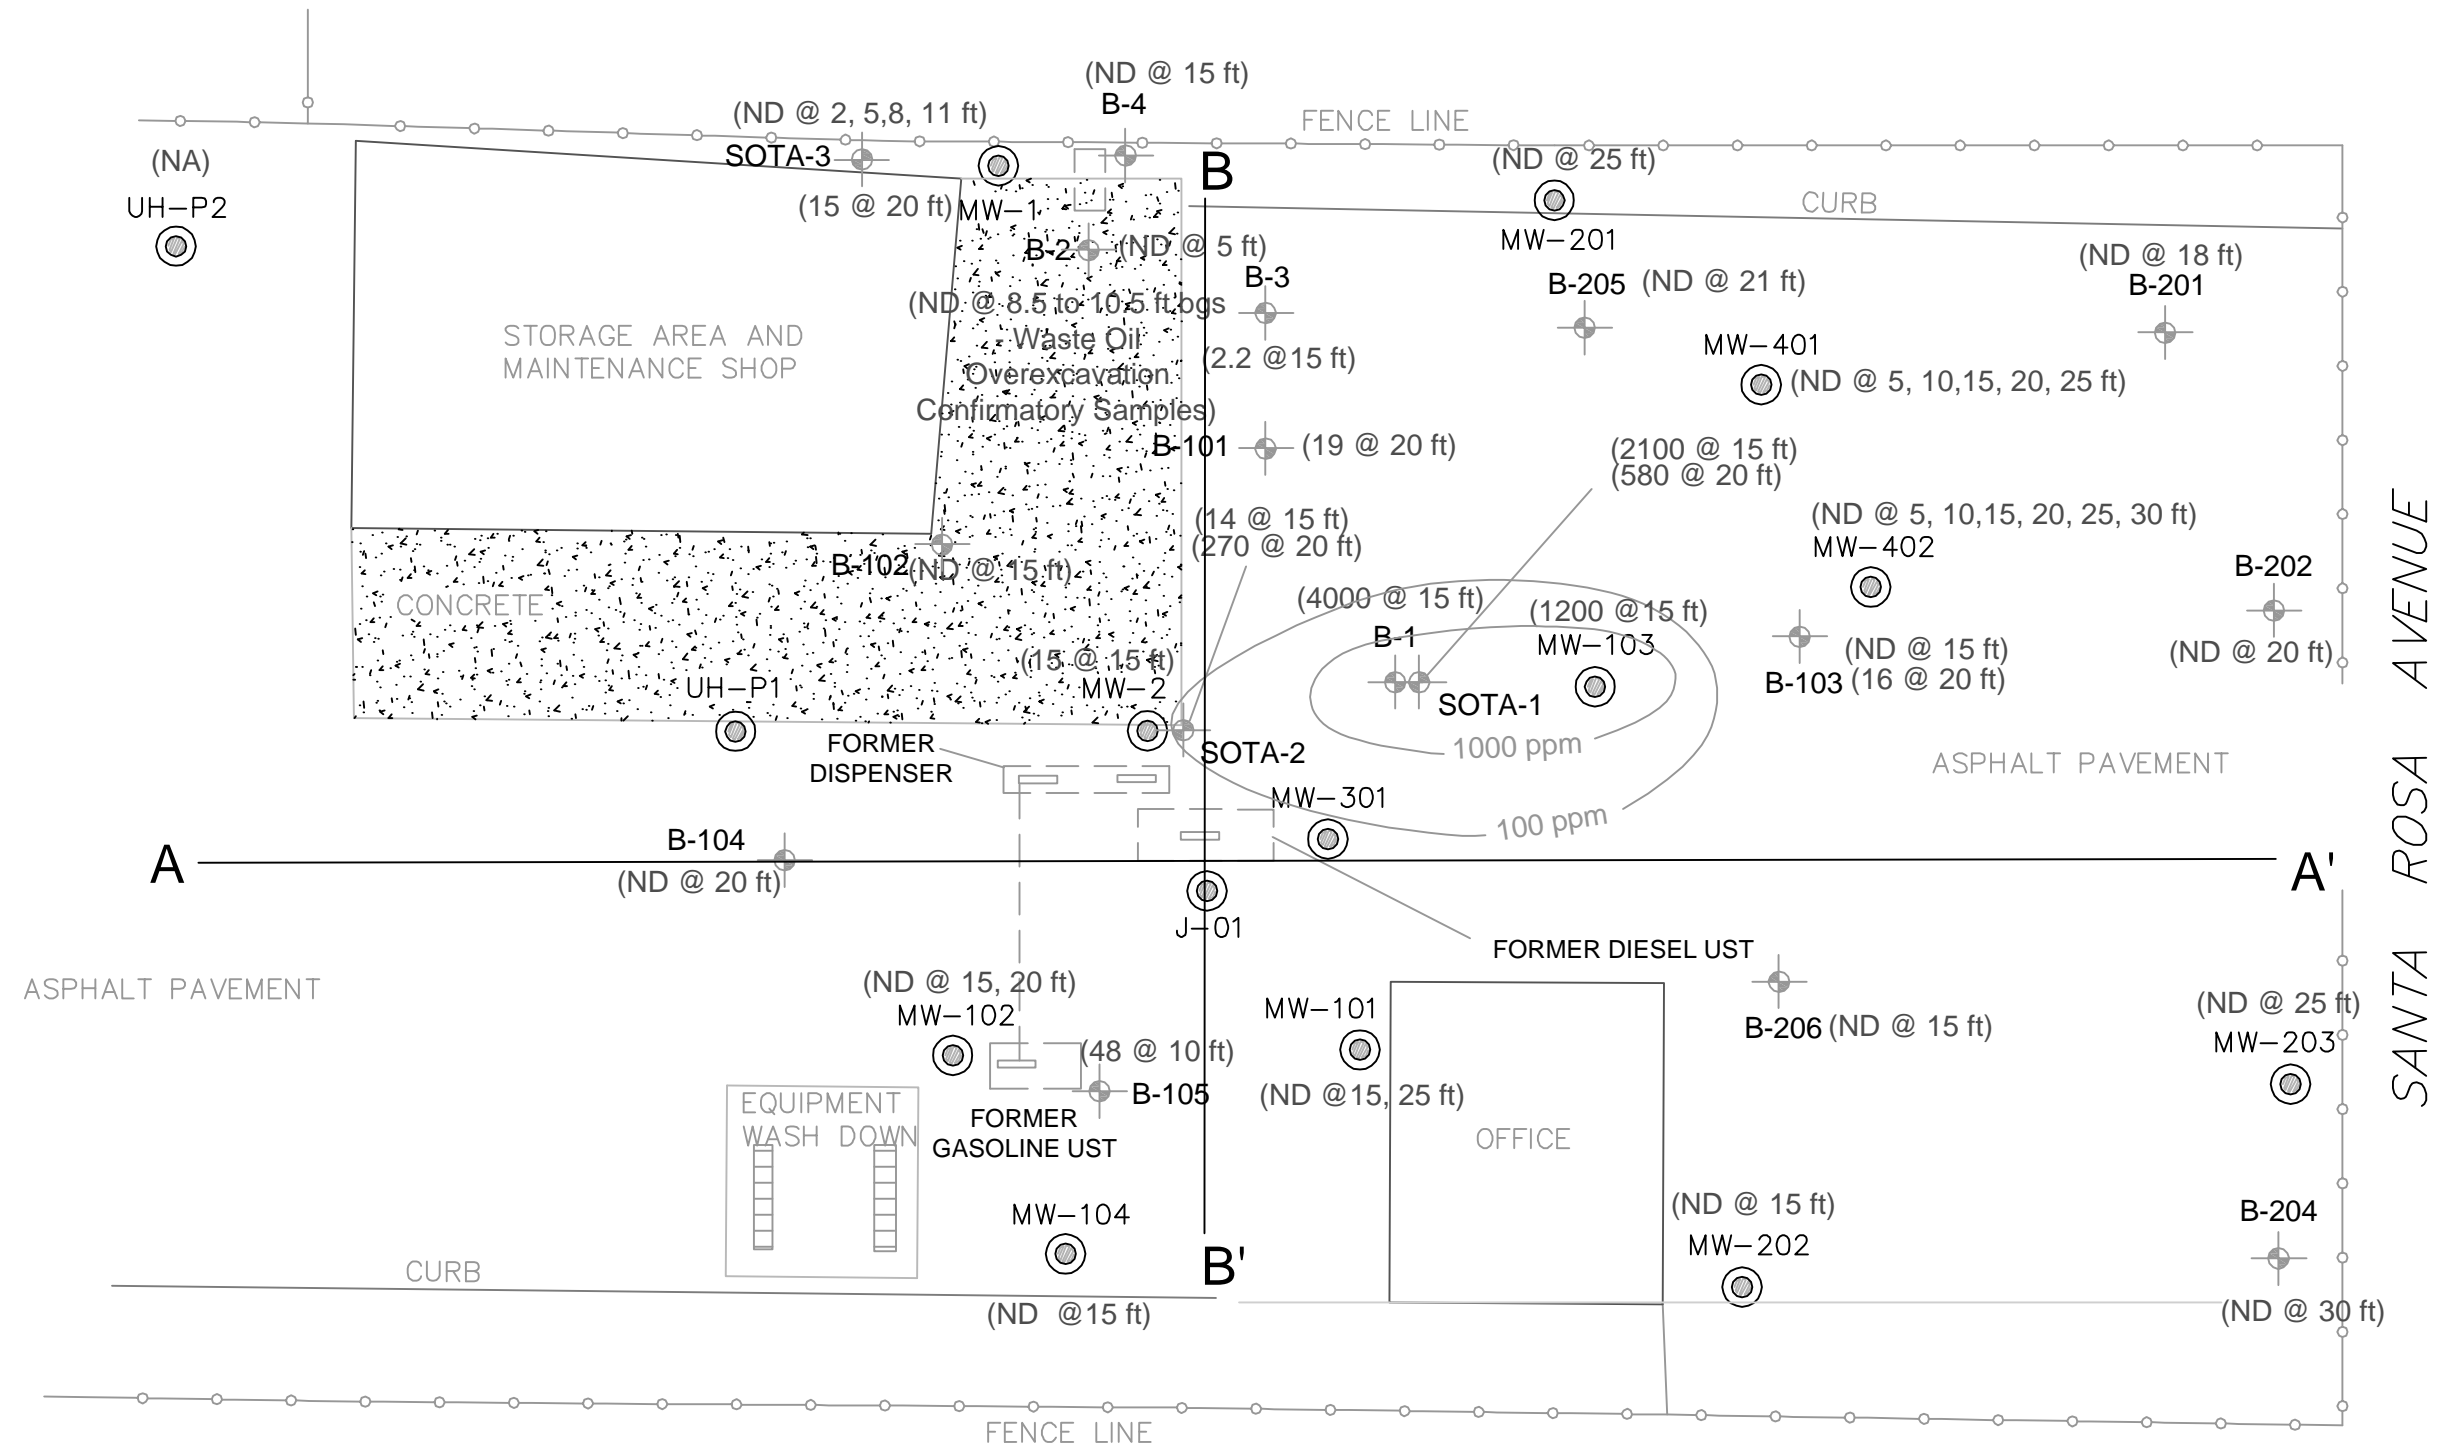 (ND @ 15 ft)
B-4
(ND @ 2, 5,8, 11 ft)
FENCE LINE
SOTA-3
(NA)
UH-P2
(15 @ 20 ft)
MW-1
B
(ND @ 25 ft)
MW-201
CURB
B-2
(ND @ 5 ft)
B-3
(2.2 @15 ft)
B-205
(ND @ 21 ft)
(ND @ 18 ft)
B-201
(ND @ 8.5 to 10.5 ft.bgs
- Waste Oil
Overexcavation
Confirmatory Samples)
STORAGE AREA AND
MAINTENANCE SHOP
MW-401
(ND @ 5, 10,15, 20, 25 ft)
B-101
(19 @ 20 ft)
(2100 @ 15 ft)
(580 @ 20 ft)
(14 @ 15 ft)
(270 @ 20 ft)
(ND @ 5, 10,15, 20, 25, 30 ft)
MW-402
B-102
(ND @ 15 ft)
CONCRETE
B-202
(ND @ 20 ft)
(4000 @ 15 ft)
B-1
(1200 @15 ft)
MW-103
SOTA-1
1000 ppm
(ND @ 15 ft)
B-103
(16 @ 20 ft)
(15 @ 15 ft)
MW-2
UH-P1
SOTA-2
FORMER
DISPENSER
ASPHALT PAVEMENT
MW-301
100 ppm
B-104
(ND @ 20 ft)
A
A'
J-01
FORMER DIESEL UST
ASPHALT PAVEMENT
(ND @ 15, 20 ft)
MW-102
MW-101
(ND @15, 25 ft)
B-206
(ND @ 15 ft)
(ND @ 25 ft)
MW-203
(48 @ 10 ft)
B-105
FORMER
GASOLINE UST
EQUIPMENT
WASH DOWN
OFFICE
(ND @ 15 ft)
MW-202
B-204
(ND @ 30 ft)
MW-104
(ND @15 ft)
B'
CURB
FENCE LINE
SANTA ROSA AVENUE